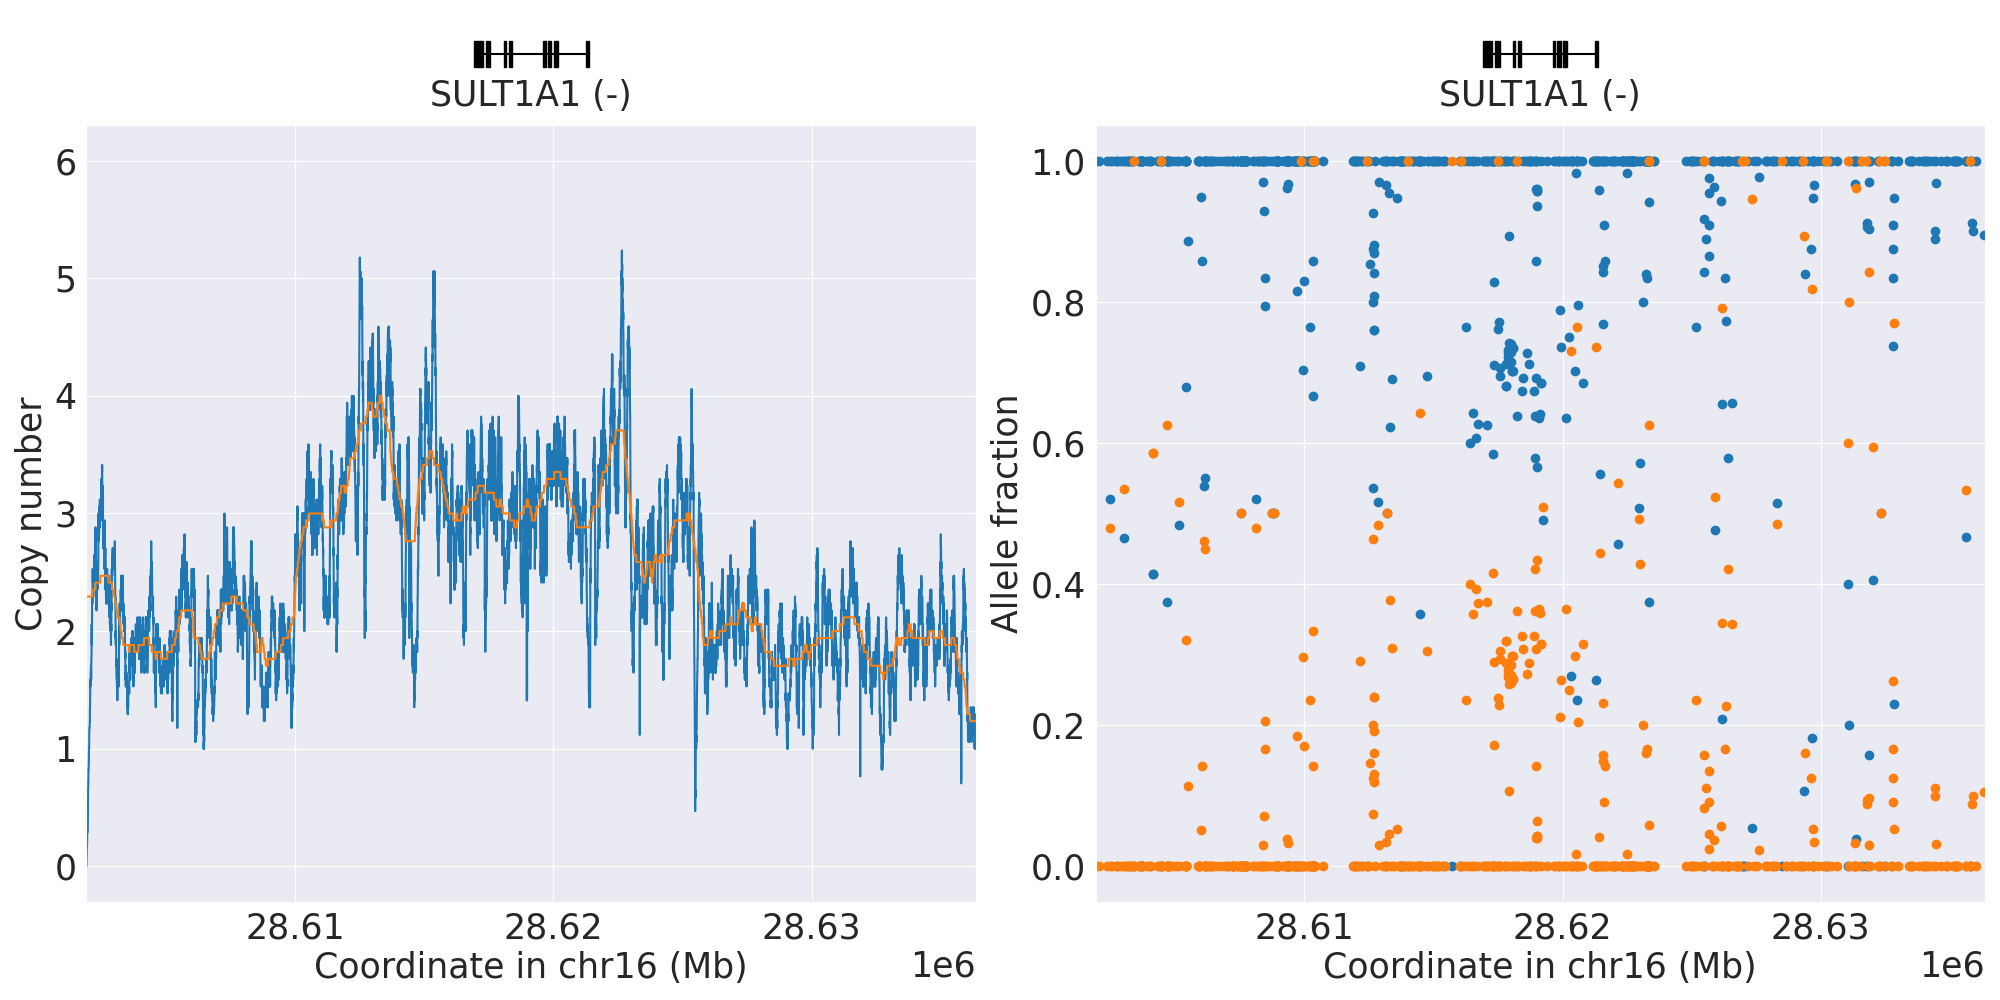 SULT1A1 (-)
6
5
4
3
2
1
0
Copy number
28.61
28.62
28.63
Coordinate in chr16 (Mb)
1e6
SULT1A1 (-)
1.0
0.8
0.6
0.4
0.2
0.0
Allele fraction
28.61
28.62
28.63
Coordinate in chr16 (Mb)
1e6